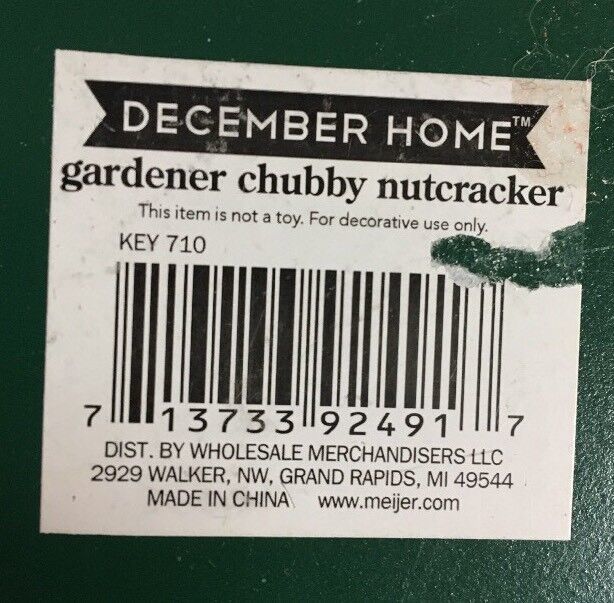 DECEMBER HOME™
gardener chubby nutcracker
This item is not a toy. For decorative use only.
KEY 710
7 13733 92491 7
DIST. BY WHOLESALE MERCHANDISERS LLC
2929 WALKER, NW, GRAND RAPIDS, MI 49544
MADE IN CHINA www.meijer.com